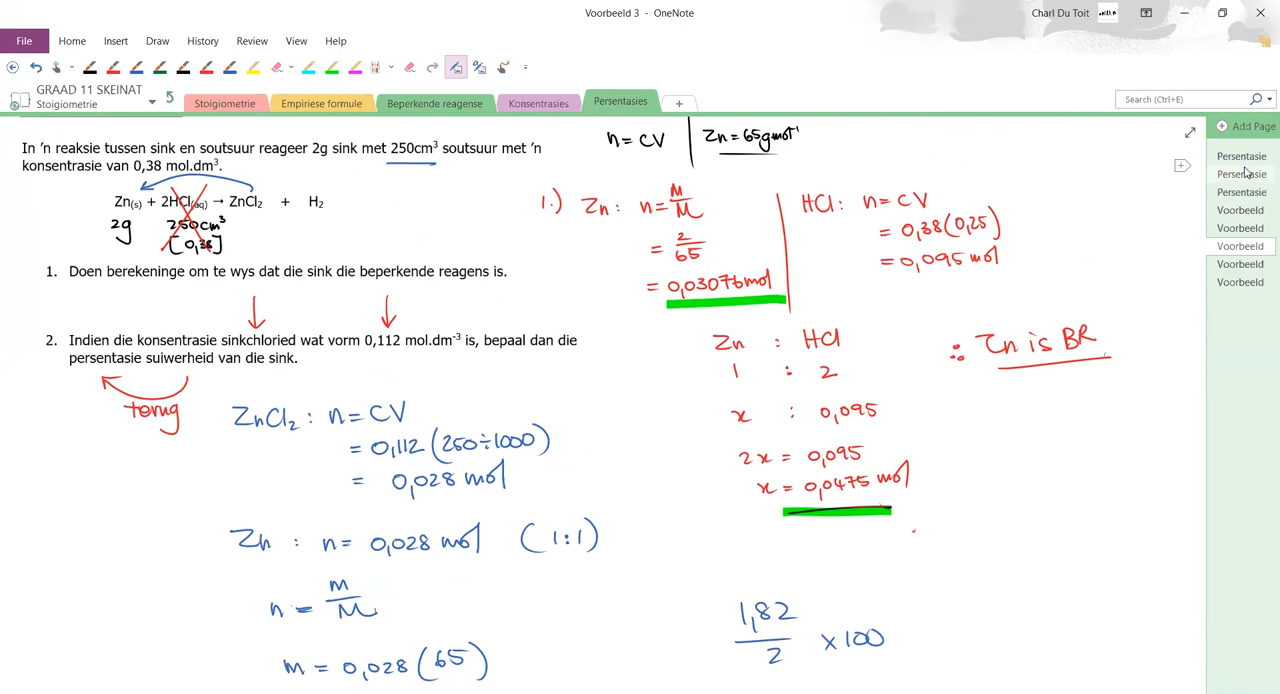 Voorbeeld 3 - OneNote
Charl Du Toit
File Home Insert Draw History Review View Help
GRAAD 11 SKEINAT
Stoigiometrie
Stoigiometrie Empiriese formule Beperkende reagense Konsentrasies Persentasies +
Search (Ctrl+E)
Add Page
Persentasie
Persentasie
Persentasie
Voorbeeld
Voorbeeld
Voorbeeld
Voorbeeld
Voorbeeld
n = CV | Zn = 65gmol⁻¹
In 'n reaksie tussen sink en soutsuur reageer 2g sink met 250cm³ soutsuur met 'n
konsentrasie van 0,38 mol.dm³.
Zn(s) + 2HCl(aq) → ZnCl2 + H2
2g 250cm³
[0,38]
1. Doen berekeninge om te wys dat die sink die beperkende reagens is.
2. Indien die konsentrasie sinkchloried wat vorm 0,112 mol.dm⁻³ is, bepaal dan die
persentasie suiwerheid van die sink.
terug
ZnCl2 : n = CV
= 0,112 (250÷1000)
= 0,028 mol
Zn : n = 0,028 mol (1:1)
n = m/M
m = 0,028 (65)
1.) Zn : n = M/M
= 2/65
= 0,03076mol
HCl : n = CV
= 0,38(0,25)
= 0,095 mol
Zn : HCl
1 : 2
x : 0,095
2x = 0,095
x = 0,0475 mol
∴ Zn is BR
1,82/2 × 100